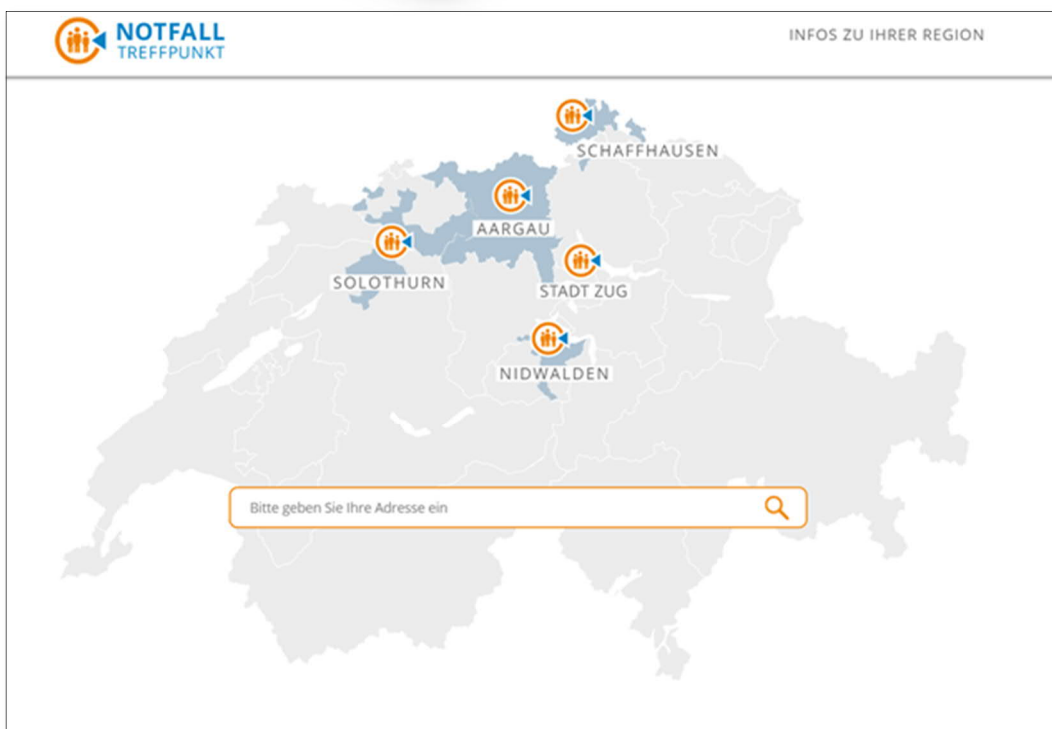 NOTFALL
TREFFPUNKT
INFOS ZU IHRER REGION
SCHAFFHAUSEN
AARGAU
SOLOTHURN
STADT ZUG
NIDWALDEN
Bitte geben Sie Ihre Adresse ein